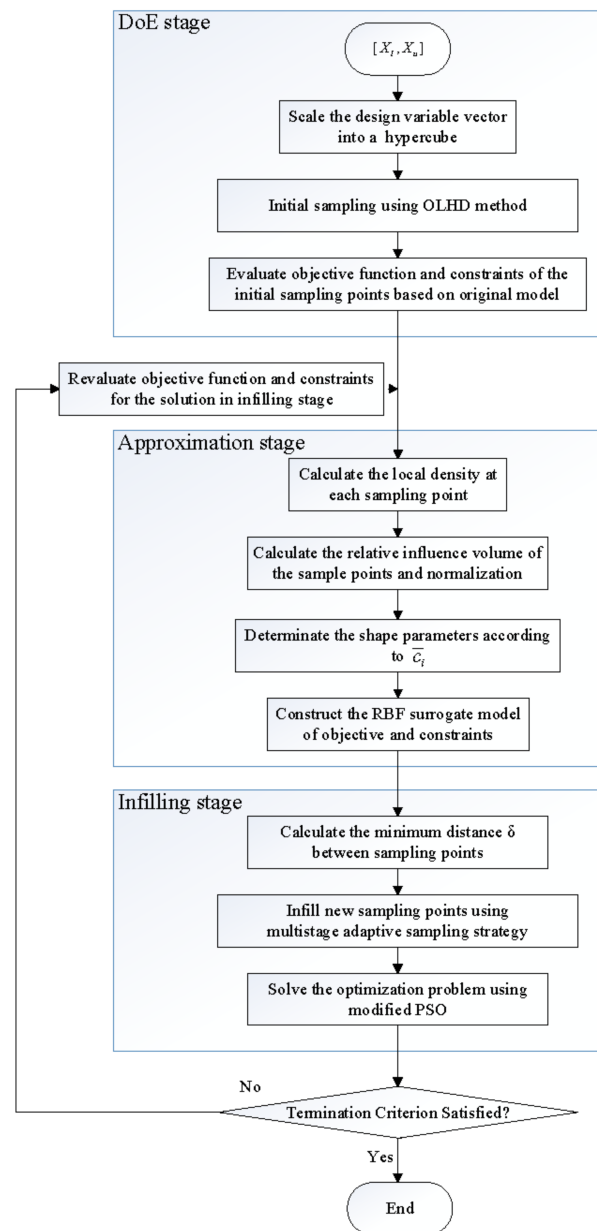 DoE stage
[X_l, X_u]
Scale the design variable vector
into a hypercube
Initial sampling using OLHD method
Evaluate objective function and constraints of the
initial sampling points based on original model
Revaluate objective function and constraints
for the solution in infilling stage
Approximation stage
Calculate the local density at
each sampling point
Calculate the relative influence volume of
the sample points and normalization
Determinate the shape parameters according
to c̅_i
Construct the RBF surrogate model
of objective and constraints
Infilling stage
Calculate the minimum distance δ
between sampling points
Infill new sampling points using
multistage adaptive sampling strategy
Solve the optimization problem using
modified PSO
No
Termination Criterion Satisfied?
Yes
End